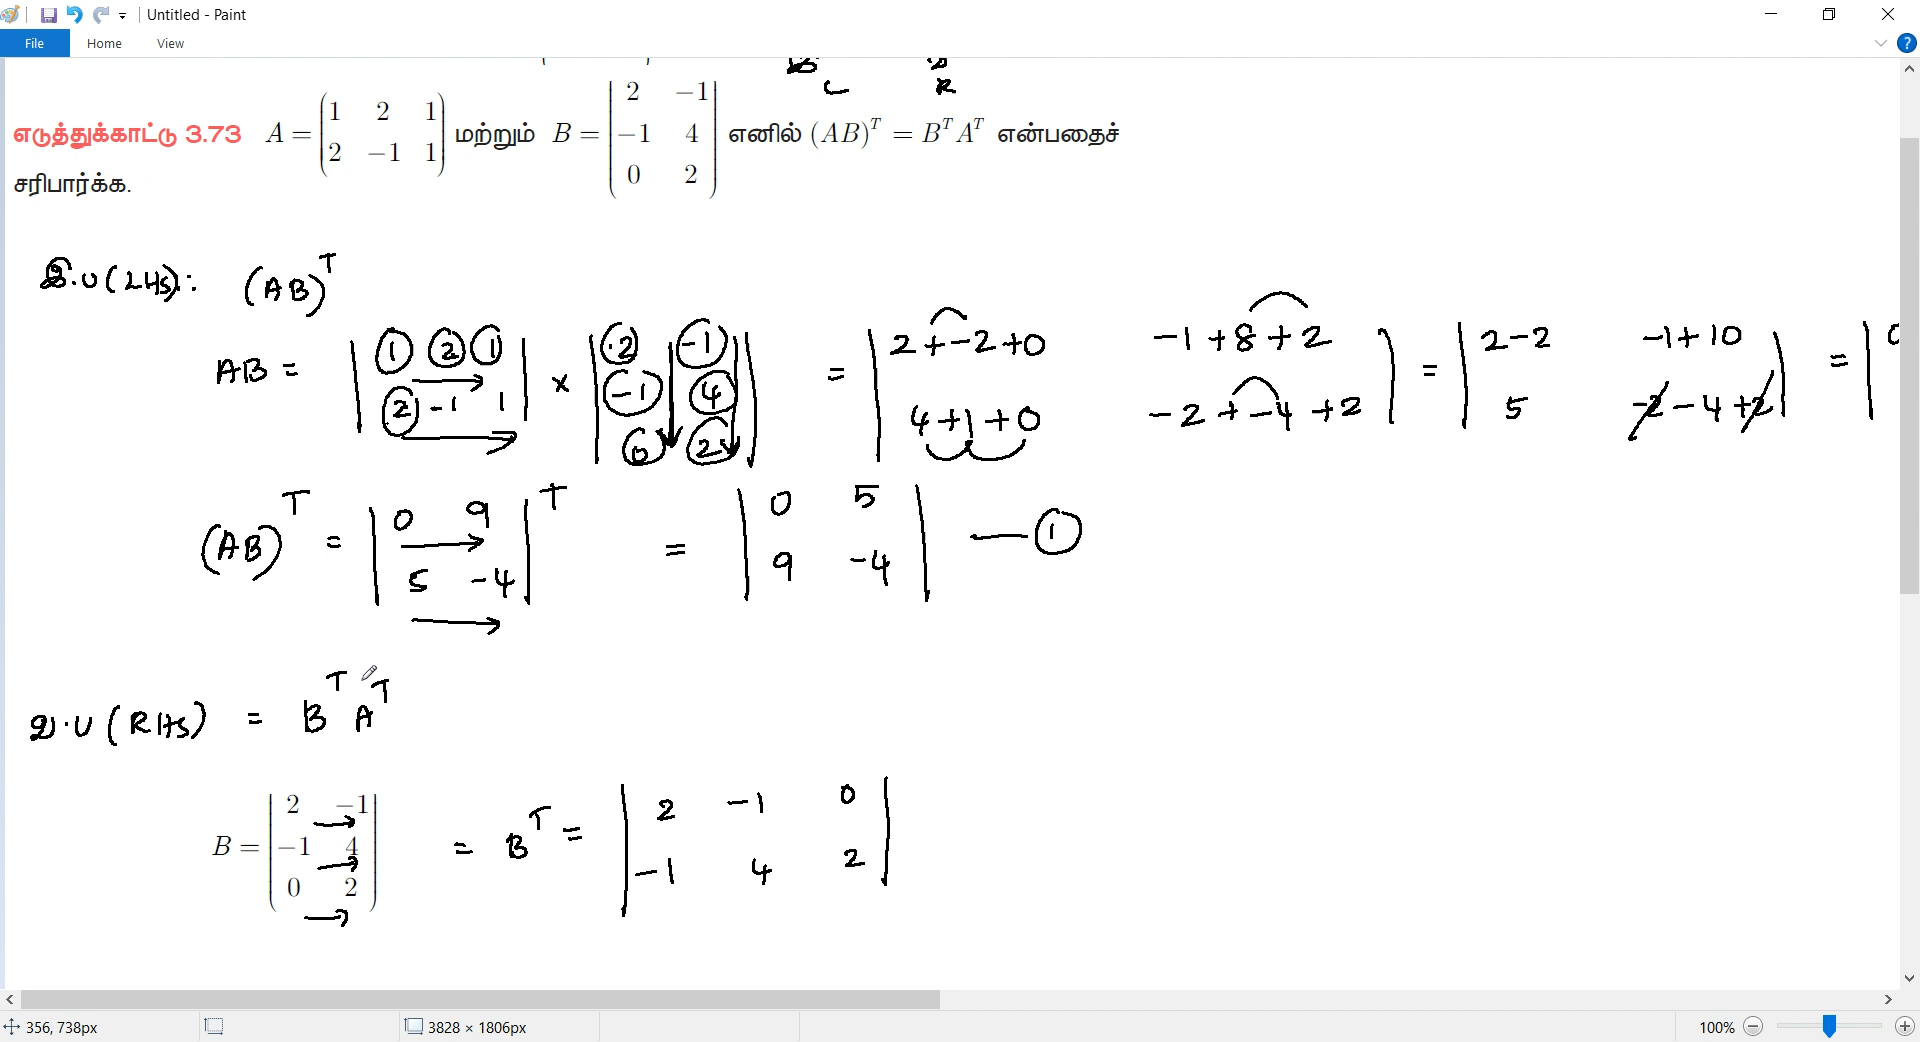 Untitled - Paint
File Home View
எடுத்துக்காட்டு 3.73 A = (1 2 1 / 2 −1 1) மற்றும் B = (2 −1 / −1 4 / 0 2) எனில் (AB)^T = B^T A^T என்பதைச்
சரிபார்க்க.
இ.ப (LHS): (AB)^T
AB = | 1 2 1 / 2 -1 1 | × | 2 -1 / -1 4 / 0 2 | = | 2+-2+0 -1+8+2 / 4+1+0 -2+-4+2 | = | 2-2 -1+10 / 5 -2-4+2 | = | 0
(AB)^T = | 0 9 / 5 -4 |^T = | 0 5 / 9 -4 | — 1
வ.ப (RHS) = B^T A^T
B = (2 −1 / −1 4 / 0 2) = B^T = | 2 -1 0 / -1 4 2 |
356, 738px 3828 × 1806px 100%